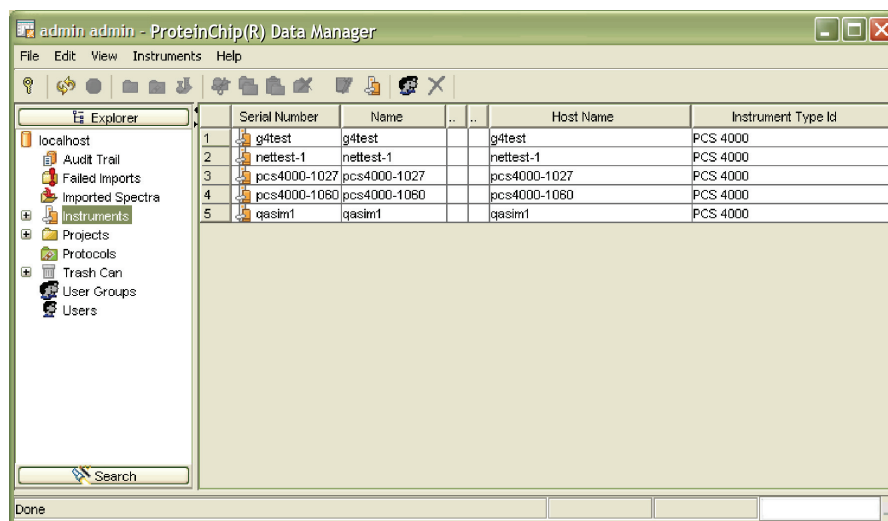 admin admin - ProteinChip(R) Data Manager
File Edit View Instruments Help
Explorer
localhost
Audit Trail
Failed Imports
Imported Spectra
Instruments
Projects
Protocols
Trash Can
User Groups
Users
Search
Serial Number Name .. .. Host Name Instrument Type Id
1 g4test g4test g4test PCS 4000
2 nettest-1 nettest-1 nettest-1 PCS 4000
3 pcs4000-1027 pcs4000-1027 pcs4000-1027 PCS 4000
4 pcs4000-1060 pcs4000-1060 pcs4000-1060 PCS 4000
5 qasim1 qasim1 qasim1 PCS 4000
Done